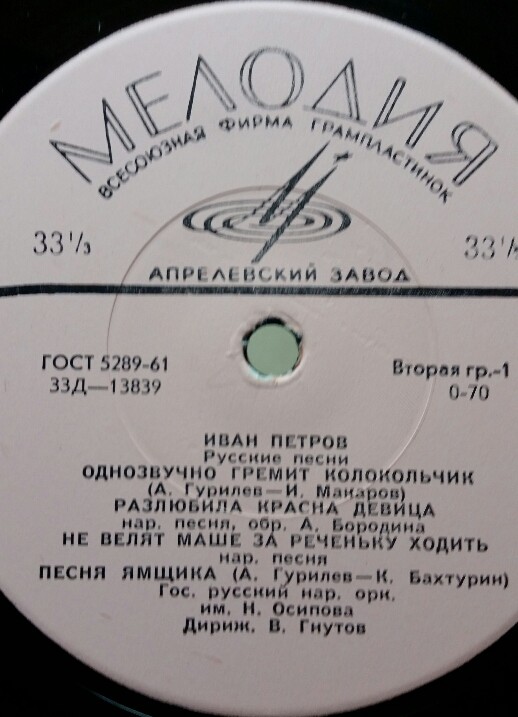 МЕЛОДИЯ
ВСЕСОЮЗНАЯ ФИРМА ГРАМПЛАСТИНОК
33⅓
33⅓
АПРЕЛЕВСКИЙ ЗАВОД
ГОСТ 5289-61
33Д—13839
Вторая гр.-1
0-70
ИВАН ПЕТРОВ
Русские песни
ОДНОЗВУЧНО ГРЕМИТ КОЛОКОЛЬЧИК
(А. Гурилев—И. Макаров)
РАЗЛЮБИЛА КРАСНА ДЕВИЦА
нар. песня, обр. А. Бородина
НЕ ВЕЛЯТ МАШЕ ЗА РЕЧЕНЬКУ ХОДИТЬ
нар. песня
ПЕСНЯ ЯМЩИКА (А. Гурилев—К. Бахтурин)
Гос. русский нар. орк.
им. Н. Осипова
Дириж. В. Гнутов